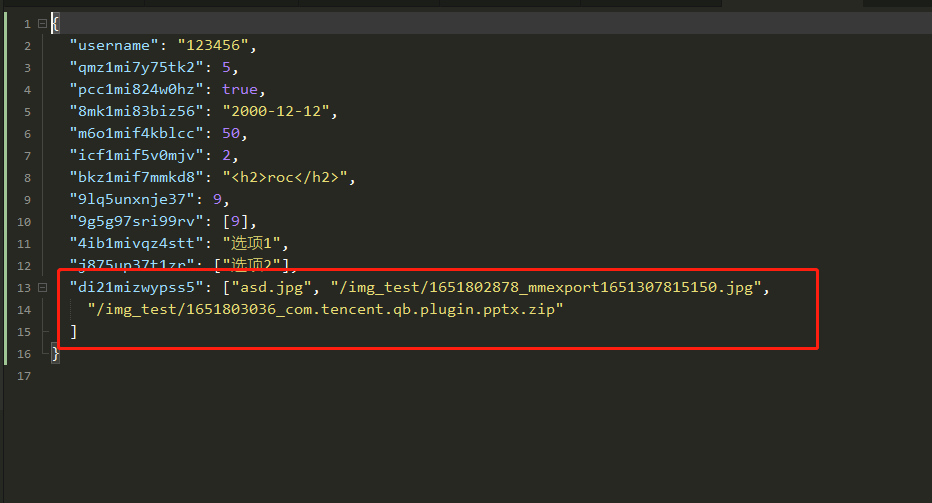 1 {
2 "username": "123456",
3 "qmz1mi7y75tk2": 5,
4 "pcc1mi824w0hz": true,
5 "8mk1mi83biz56": "2000-12-12",
6 "m6o1mif4kblcc": 50,
7 "icf1mif5v0mjv": 2,
8 "bkz1mif7mmkd8": "<h2>roc</h2>",
9 "9lq5unxnje37": 9,
10 "9g5g97sri99rv": [9],
11 "4ib1mivqz4stt": "选项1",
12 "j875up37t1zr": ["选项2"],
13 "di21mizwypss5": ["asd.jpg", "/img_test/1651802878_mmexport1651307815150.jpg",
14 "/img_test/1651803036_com.tencent.qb.plugin.pptx.zip"
15 ]
16 }
17